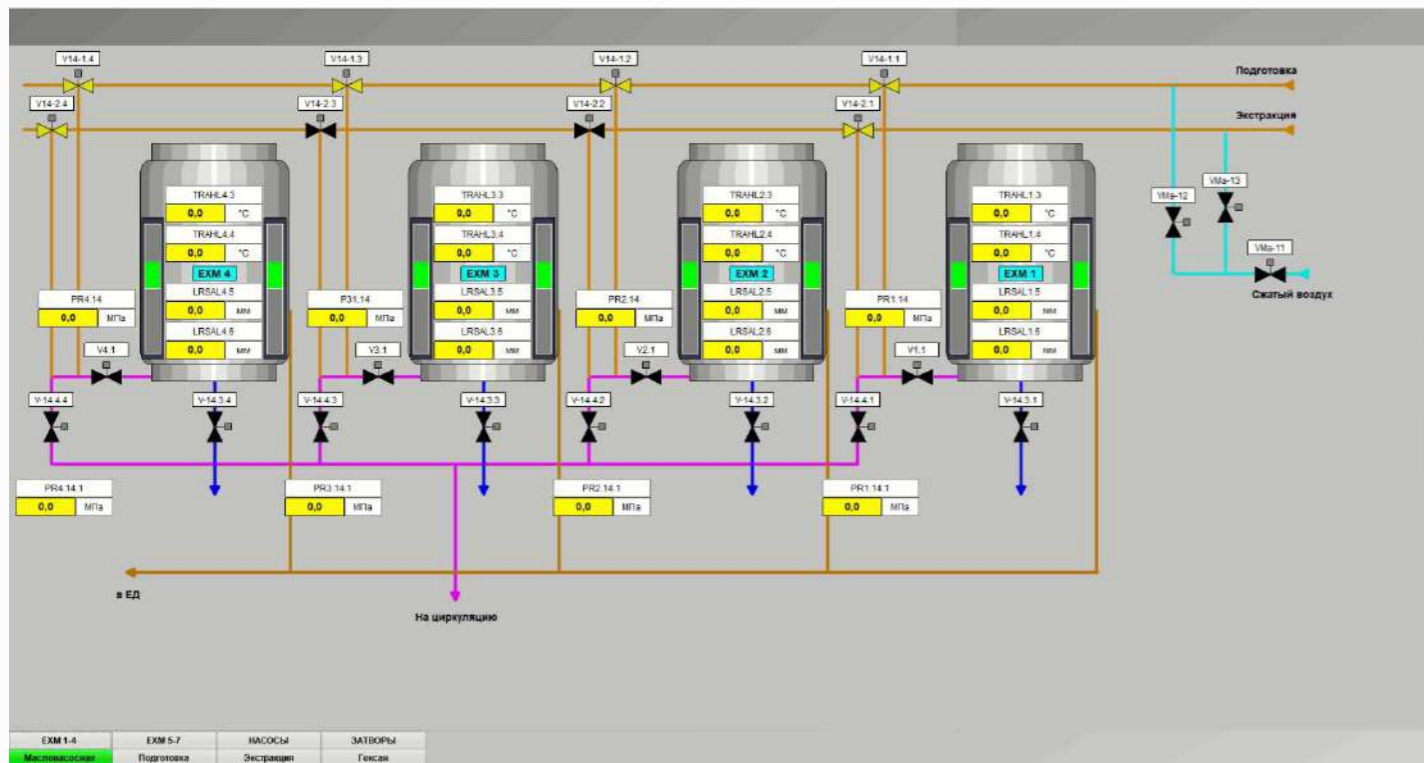 V14-1.4 V14-1.3 V14-1.2 V14-1.1
Подготовка
V14-2.4 V14-2.3 V14-2.2 V14-2.1
Экстракция
TRAHL4.3 TRAHL3.3 TRAHL2.3 TRAHL1.3
0,0 °C 0,0 °C 0,0 °C 0,0 °C
VMa-12 VMa-13
TRAHL4.4 TRAHL3.4 TRAHL2.4 TRAHL1.4
0,0 °C 0,0 °C 0,0 °C 0,0 °C
VMa-11
EXM 4 EXM 3 EXM 2 EXM 1
Сжатый воздух
PR4.14 P31.14 PR2.14 PR1.14
0,0 МПа 0,0 МПа 0,0 МПа 0,0 МПа
LRSAL4.5 LRSAL3.5 LRSAL2.5 LRSAL1.5
0,0 мм 0,0 мм 0,0 мм 0,0 мм
LRSAL4.6 LRSAL3.6 LRSAL2.6 LRSAL1.6
0,0 мм 0,0 мм 0,0 мм 0,0 мм
V4.1 V3.1 V2.1 V1.1
V-14.4.4 V-14.3.4 V-14.4.3 V-14.3.3 V-14.4.2 V-14.3.2 V-14.4.1 V-14.3.1
PR4.14.1 PR3.14.1 PR2.14.1 PR1.14.1
0,0 МПа 0,0 МПа 0,0 МПа 0,0 МПа
в ЕД
На циркуляцию
EXM 1-4 EXM 5-7 НАСОСЫ ЗАТВОРЫ
Маслонасосная Подготовка Экстракция Гексан